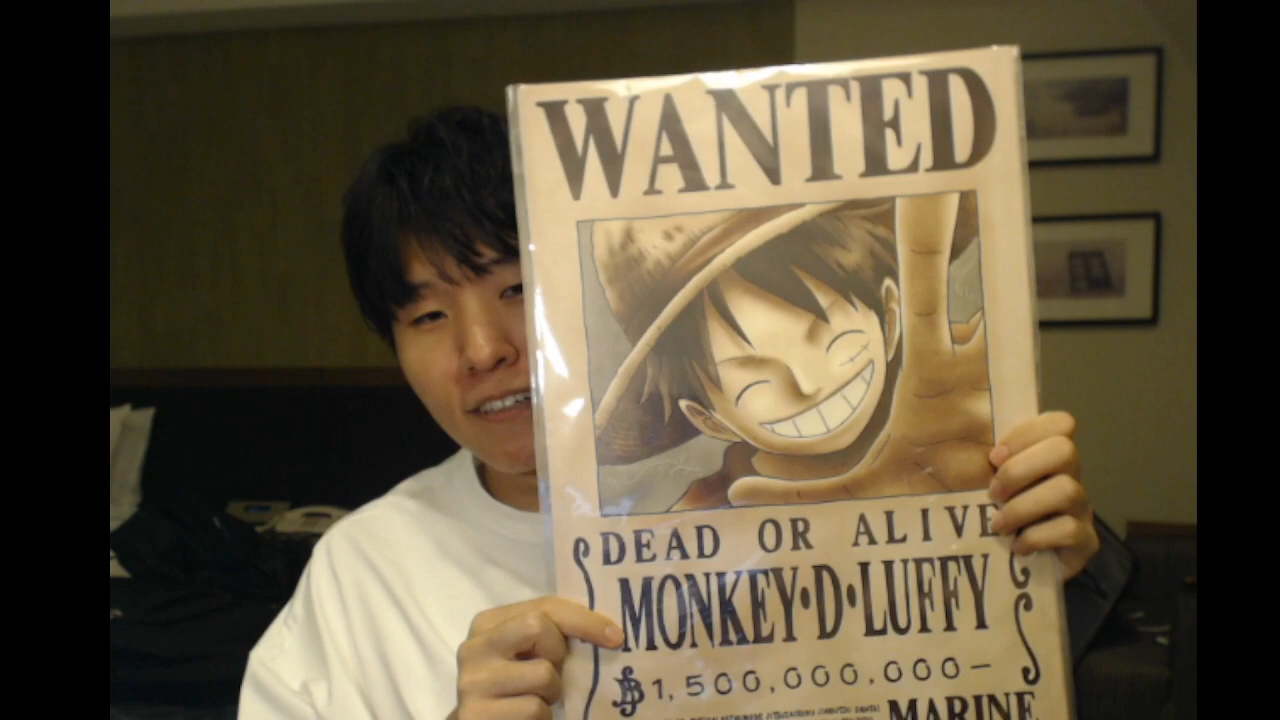 WANTED
DEAD OR ALIVE
MONKEY·D·LUFFY
฿1,500,000,000-
MARINE